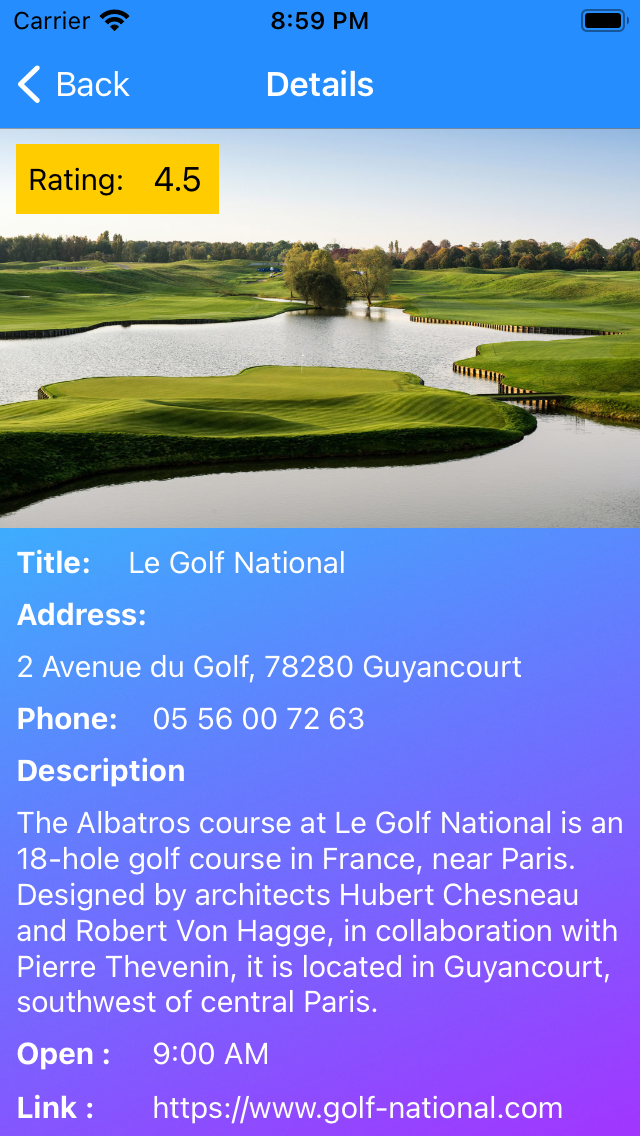 Carrier 8:59 PM
Back Details
Rating: 4.5
Title: Le Golf National
Address:
2 Avenue du Golf, 78280 Guyancourt
Phone: 05 56 00 72 63
Description
The Albatros course at Le Golf National is an
18-hole golf course in France, near Paris.
Designed by architects Hubert Chesneau
and Robert Von Hagge, in collaboration with
Pierre Thevenin, it is located in Guyancourt,
southwest of central Paris.
Open : 9:00 AM
Link : https://www.golf-national.com